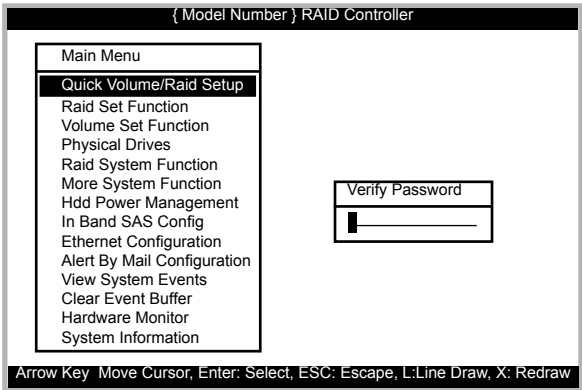 { Model Number } RAID Controller
Main Menu
Quick Volume/Raid Setup
Raid Set Function
Volume Set Function
Physical Drives
Raid System Function
More System Function
Hdd Power Management
In Band SAS Config
Ethernet Configuration
Alert By Mail Configuration
View System Events
Clear Event Buffer
Hardware Monitor
System Information
Verify Password
Arrow Key Move Cursor, Enter: Select, ESC: Escape, L:Line Draw, X: Redraw